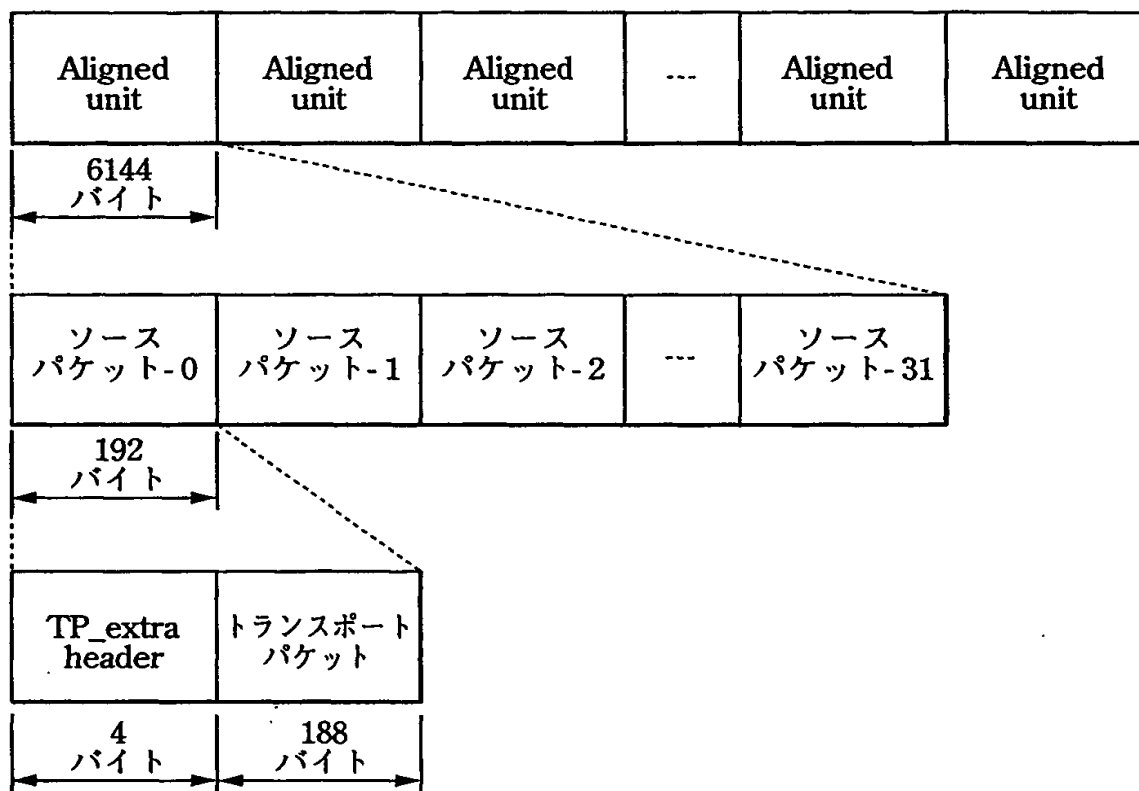 Aligned unit
Aligned unit
Aligned unit
---
Aligned unit
Aligned unit
6144
バイト
ソース
パケット-0
ソース
パケット-1
ソース
パケット-2
---
ソース
パケット-31
192
バイト
TP_extra
header
トランスポート
パケット
4
バイト
188
バイト